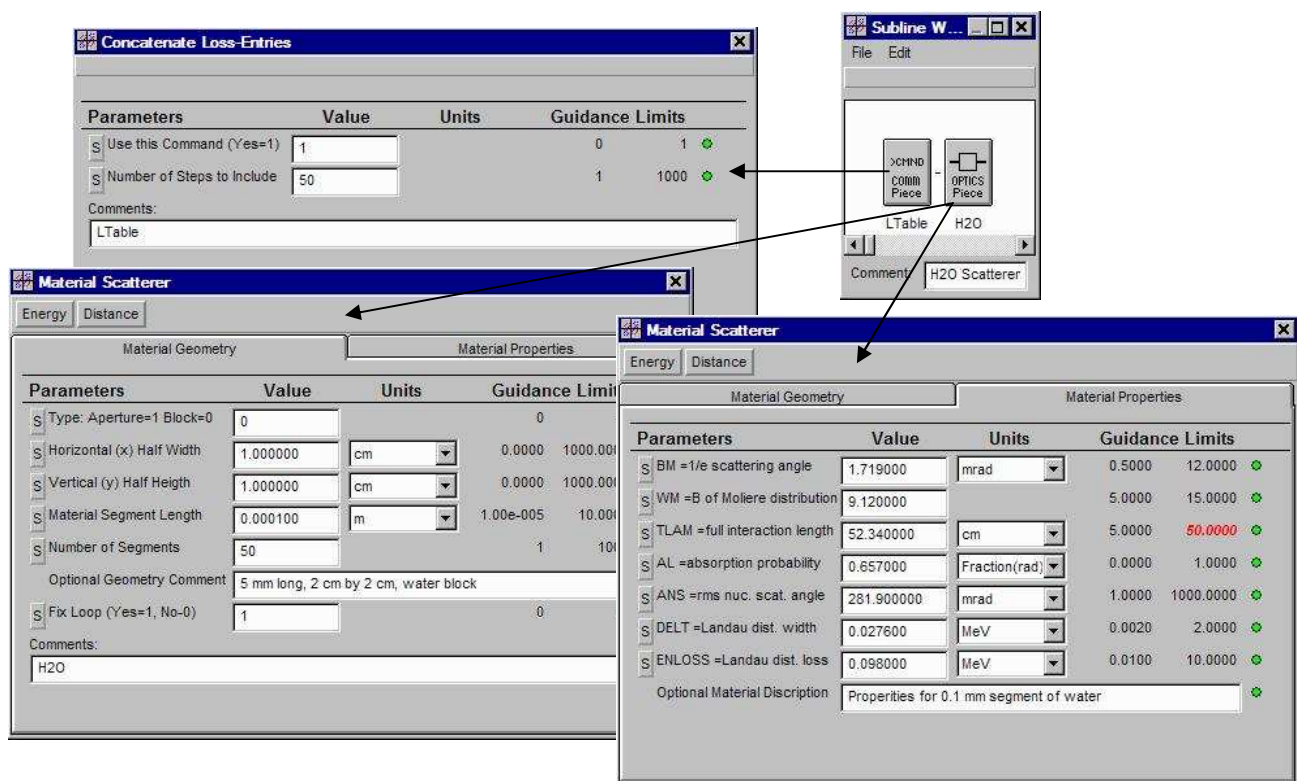 Concatenate Loss-Entries
Parameters Value Units Guidance Limits
S Use this Command (Yes=1) 1 0 1
S Number of Steps to Include 50 1 1000
Comments:
LTable
Subline W...
File Edit
>CMND
COMM
Piece
-
OPTICS
Piece
LTable H2O
Comment: H2O Scatterer
Material Scatterer
Energy Distance
Material Geometry Material Properties
Parameters Value Units Guidance
S Type: Aperture=1 Block=0 0 0
S Horizontal (x) Half Width 1.000000 cm 0.0000
S Vertical (y) Half Heigth 1.000000 cm 0.0000
S Material Segment Length 0.000100 m 1.00e-005
S Number of Segments 50 1
Optional Geometry Comment 5 mm long, 2 cm by 2 cm, water block
S Fix Loop (Yes=1, No-0) 1 0
Comments:
H2O
Material Scatterer
Energy Distance
Material Geometry Material Properties
Parameters Value Units Guidance Limits
S BM =1/e scattering angle 1.719000 mrad 0.5000 12.0000
S WM =B of Moliere distribution 9.120000 5.0000 15.0000
S TLAM =full interaction length 52.340000 cm 5.0000 50.0000
S AL =absorption probability 0.657000 Fraction(rad) 0.0000 1.0000
S ANS =rms nuc. scat. angle 281.900000 mrad 1.0000 1000.0000
S DELT =Landau dist. width 0.027600 MeV 0.0020 2.0000
S ENLOSS =Landau dist. loss 0.098000 MeV 0.0100 10.0000
Optional Material Discription Properities for 0.1 mm segment of water